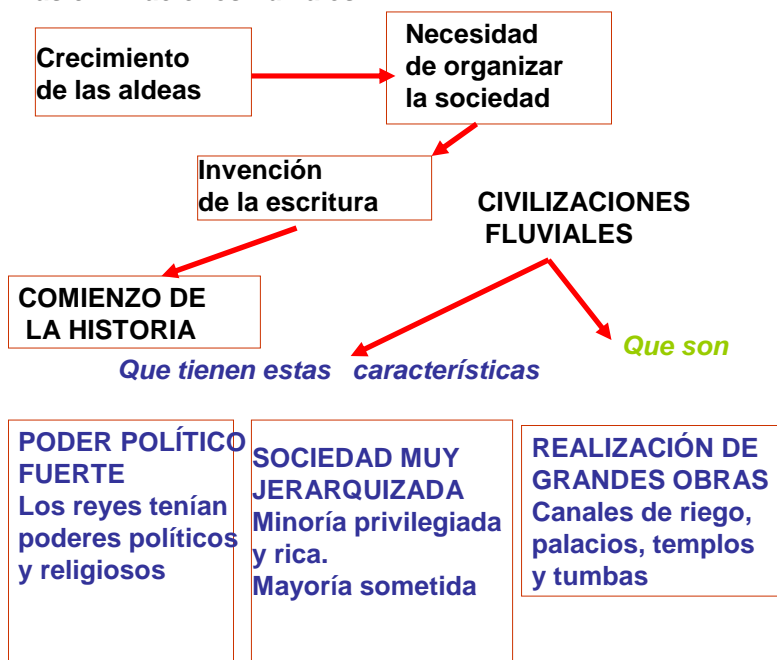 Crecimiento
de las aldeas
Necesidad
de organizar
la sociedad
Invención
de la escritura
CIVILIZACIONES
FLUVIALES
COMIENZO DE
LA HISTORIA
Que son
Que tienen estas características
PODER POLÍTICO
FUERTE
Los reyes tenían
poderes políticos
y religiosos
SOCIEDAD MUY
JERARQUIZADA
Minoría privilegiada
y rica.
Mayoría sometida
REALIZACIÓN DE
GRANDES OBRAS
Canales de riego,
palacios, templos
y tumbas